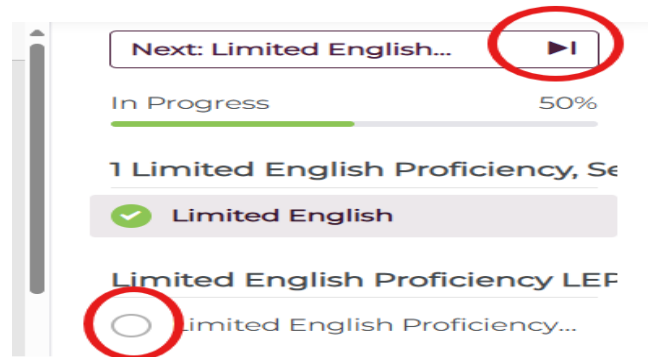 Next: Limited English...
In Progress 50%
1 Limited English Proficiency, Se
Limited English
Limited English Proficiency LEP
Limited English Proficiency...